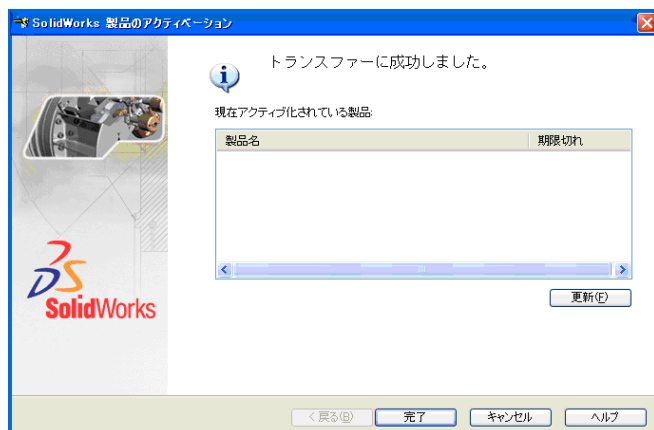 SolidWorks 製品のアクティベーション
トランスファーに成功しました。
現在アクティブ化されている製品:
製品名 期限切れ
更新(F)
DS
SolidWorks
< 戻る(B) 完了 キャンセル ヘルプ